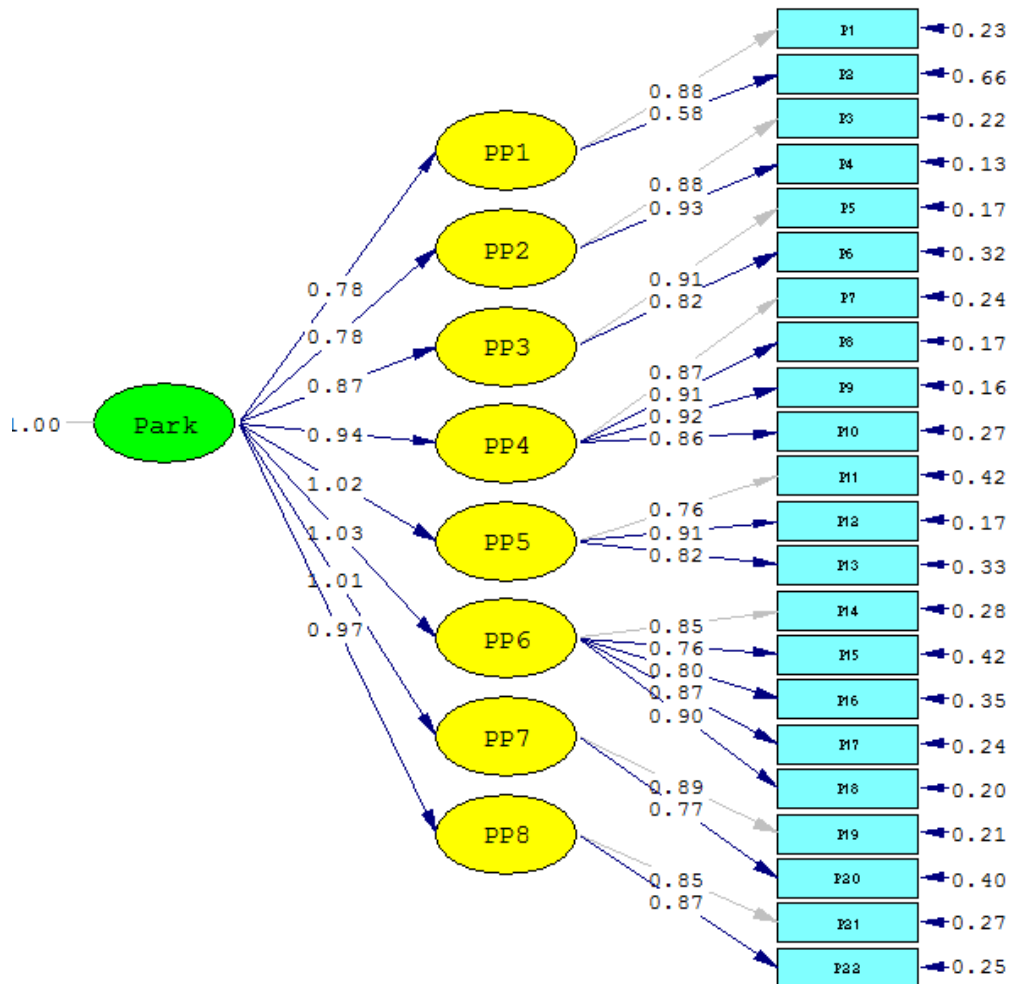 P1
0.23
P2
0.66
0.88
0.58
P3
0.22
PP1
P4
0.13
0.88
0.93
P5
0.17
PP2
P6
0.32
0.91
0.82
P7
0.24
0.78
0.78
PP3
P8
0.17
0.87
0.87
0.91
P9
0.16
0.92
1.00
Park
0.94
PP4
0.86
P10
0.27
P11
0.42
1.02
0.76
P12
0.17
0.91
1.03
PP5
0.82
P13
0.33
1.01
P14
0.28
0.85
0.97
PP6
0.76
P15
0.42
0.80
0.87
P16
0.35
0.90
P17
0.24
PP7
P18
0.20
0.89
0.77
P19
0.21
PP8
P20
0.40
0.85
0.87
P21
0.27
P22
0.25